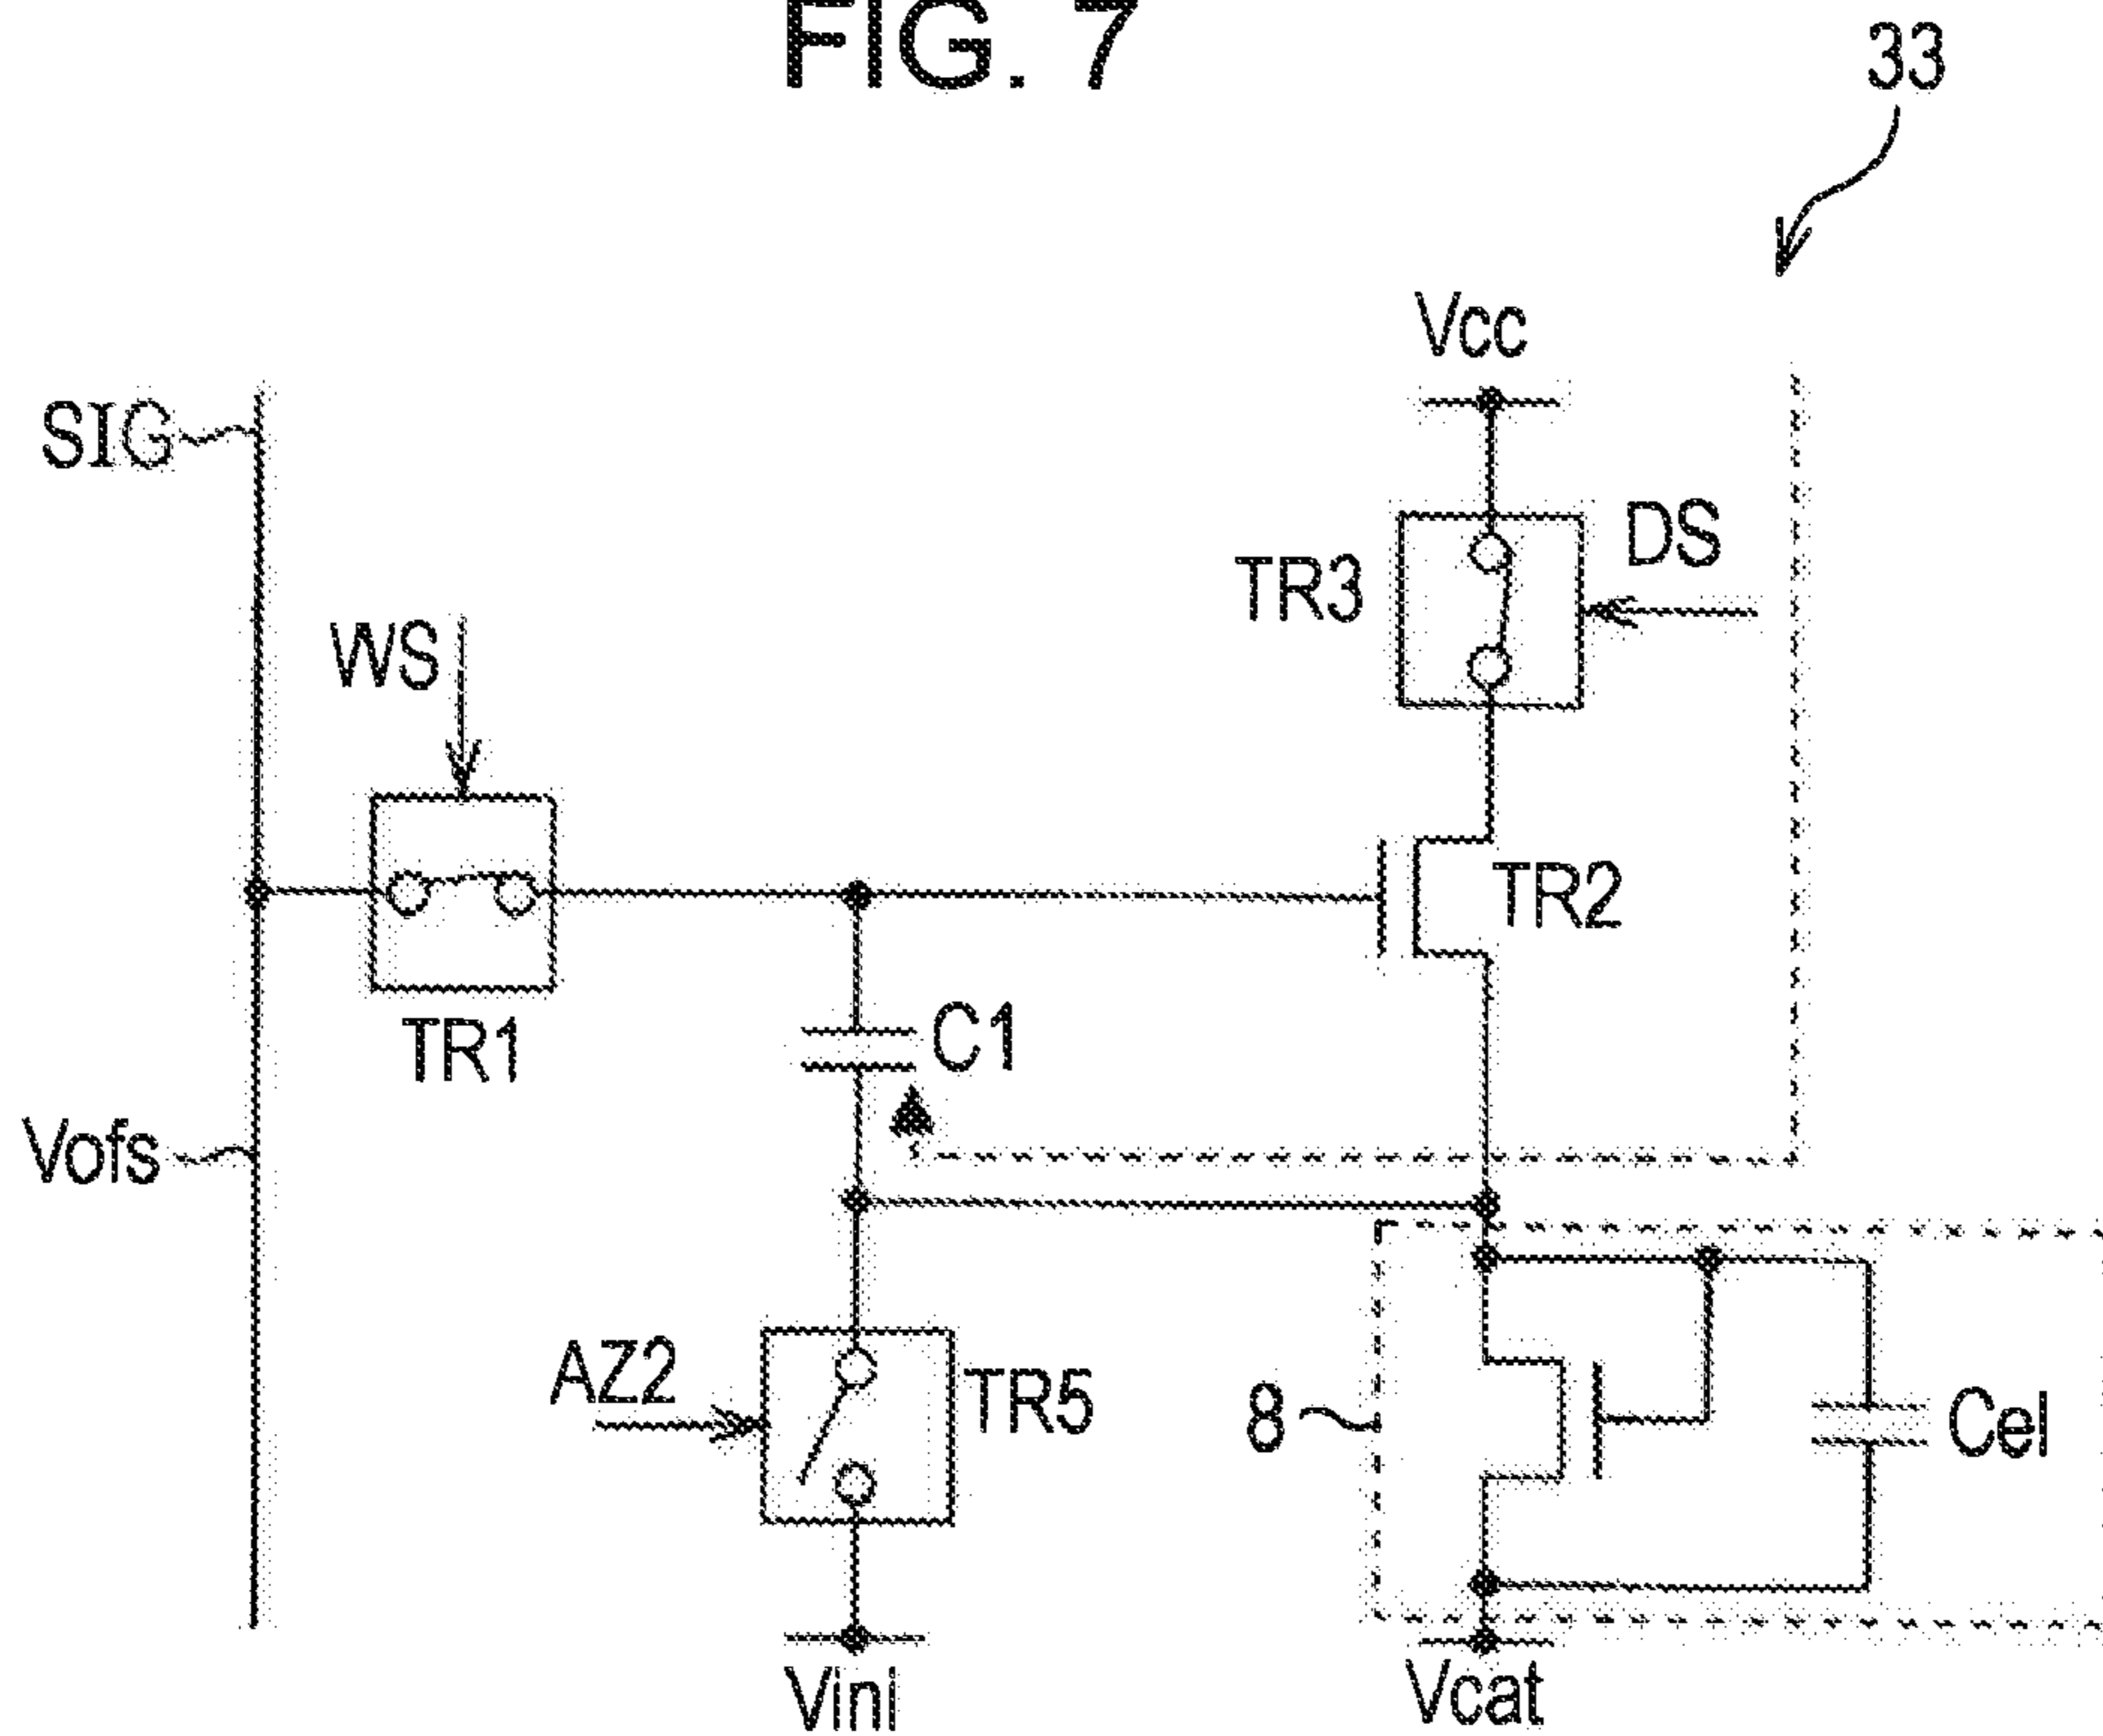 FIG. 7
33
Vcc
SIG
DS
TR3
WS
TR2
C1
TR1
Vofs
AZ2
TR5
8
Cel
Vini
Vcat